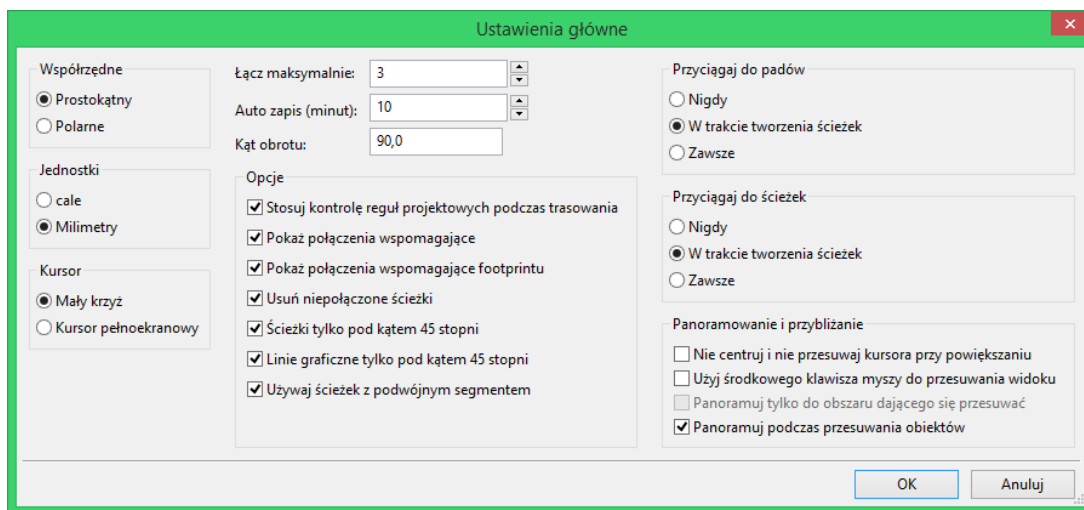 Ustawienia główne
Współrzędne
Prostokątny
Polarne
Jednostki
cale
Milimetry
Kursor
Mały krzyż
Kursor pełnoekranowy
Łącz maksymalnie: 3
Auto zapis (minut): 10
Kąt obrotu: 90,0
Opcje
Stosuj kontrolę reguł projektowych podczas trasowania
Pokaż połączenia wspomagające
Pokaż połączenia wspomagające footprintu
Usuń niepołączone ścieżki
Ścieżki tylko pod kątem 45 stopni
Linie graficzne tylko pod kątem 45 stopni
Używaj ścieżek z podwójnym segmentem
Przyciągaj do padów
Nigdy
W trakcie tworzenia ścieżek
Zawsze
Przyciągaj do ścieżek
Nigdy
W trakcie tworzenia ścieżek
Zawsze
Panoramowanie i przybliżanie
Nie centruj i nie przesuwaj kursora przy powiększaniu
Użyj środkowego klawisza myszy do przesuwania widoku
Panoramuj tylko do obszaru dającego się przesuwać
Panoramuj podczas przesuwania obiektów
OK
Anuluj